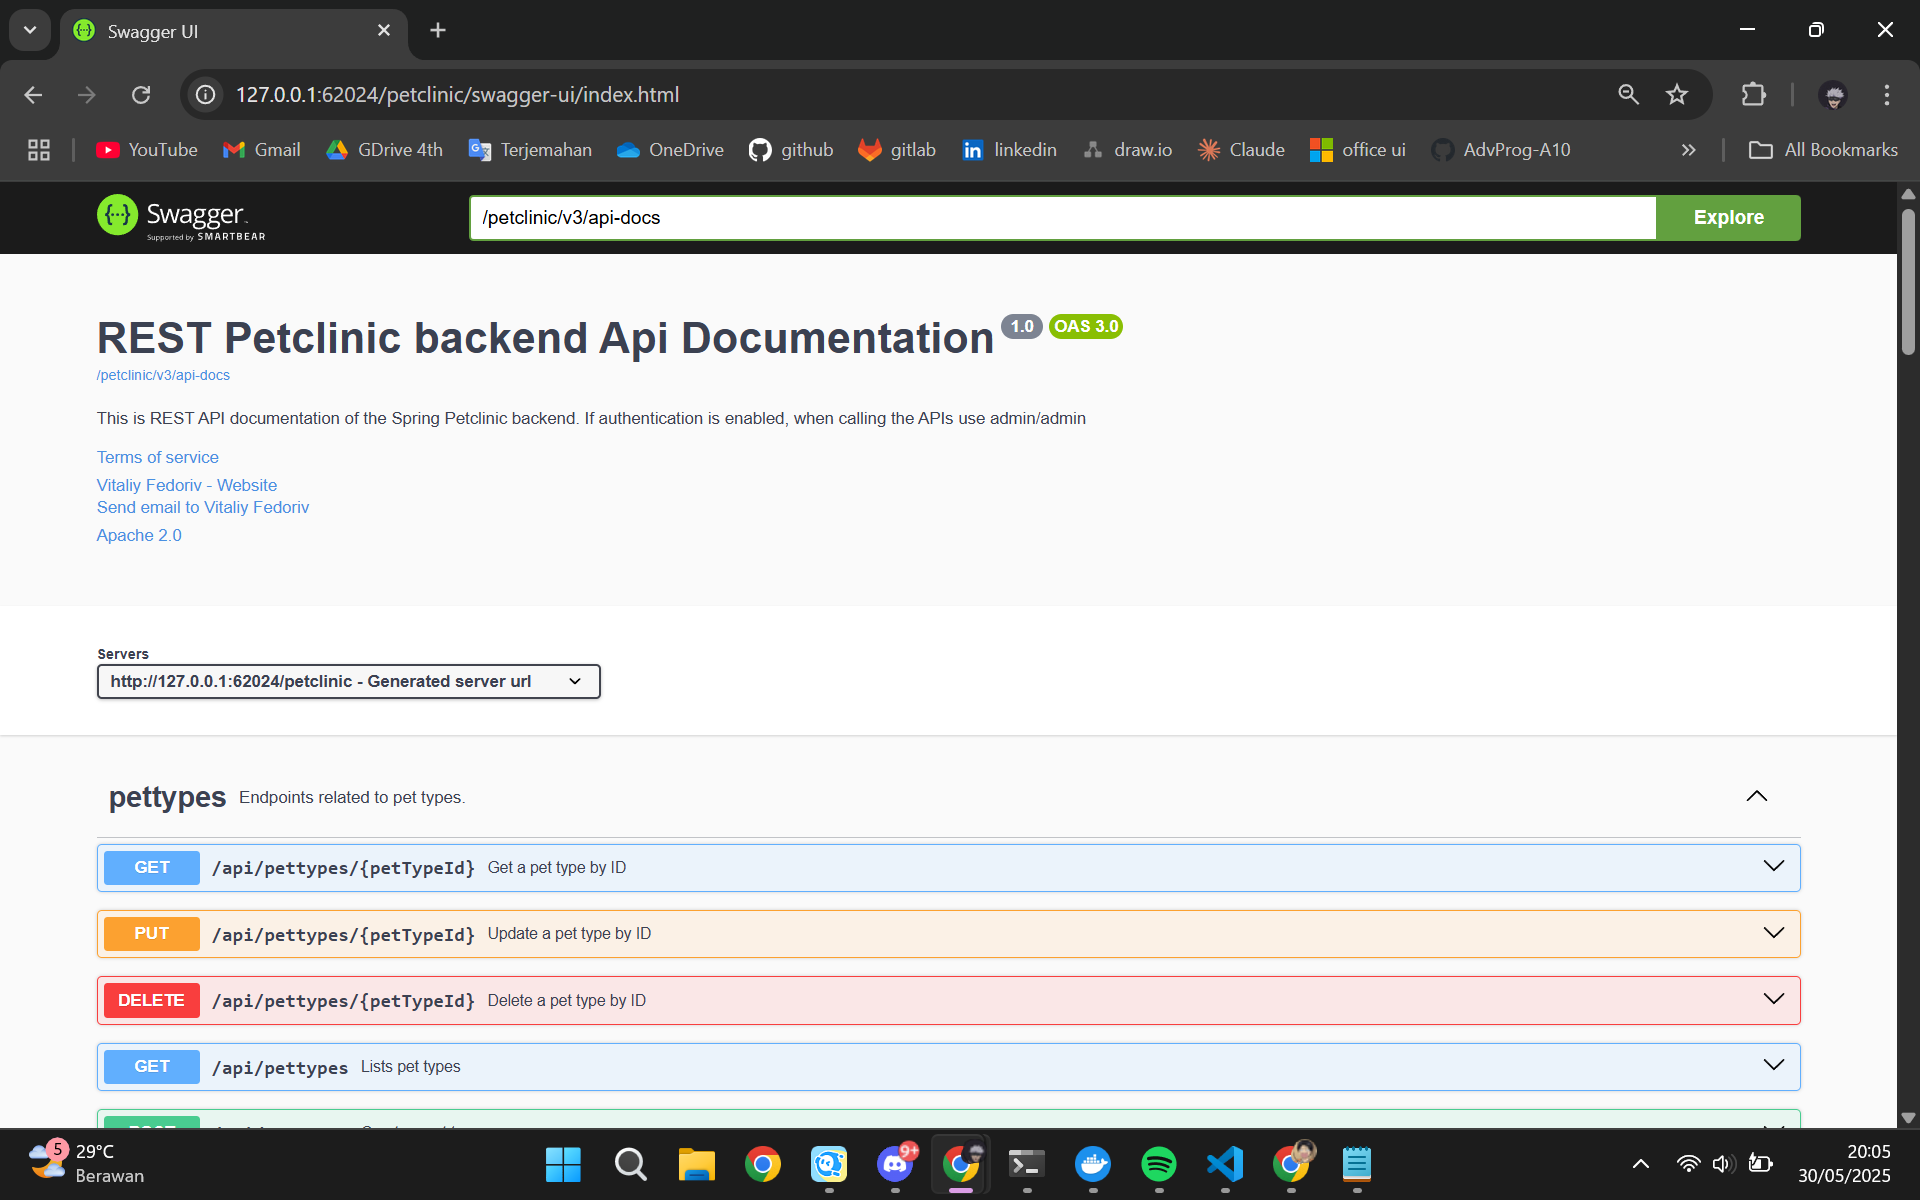 Swagger UI
127.0.0.1:62024/petclinic/swagger-ui/index.html
YouTube Gmail GDrive 4th Terjemahan OneDrive github gitlab linkedin draw.io Claude office ui AdvProg-A10 All Bookmarks
Swagger
Supported by SMARTBEAR
/petclinic/v3/api-docs
Explore
REST Petclinic backend Api Documentation 1.0 OAS 3.0
/petclinic/v3/api-docs
This is REST API documentation of the Spring Petclinic backend. If authentication is enabled, when calling the APIs use admin/admin
Terms of service
Vitaliy Fedoriv - Website
Send email to Vitaliy Fedoriv
Apache 2.0
Servers
http://127.0.0.1:62024/petclinic - Generated server url
pettypes Endpoints related to pet types.
GET /api/pettypes/{petTypeId} Get a pet type by ID
PUT /api/pettypes/{petTypeId} Update a pet type by ID
DELETE /api/pettypes/{petTypeId} Delete a pet type by ID
GET /api/pettypes Lists pet types
5
29°C
Berawan
9+
20:05
30/05/2025